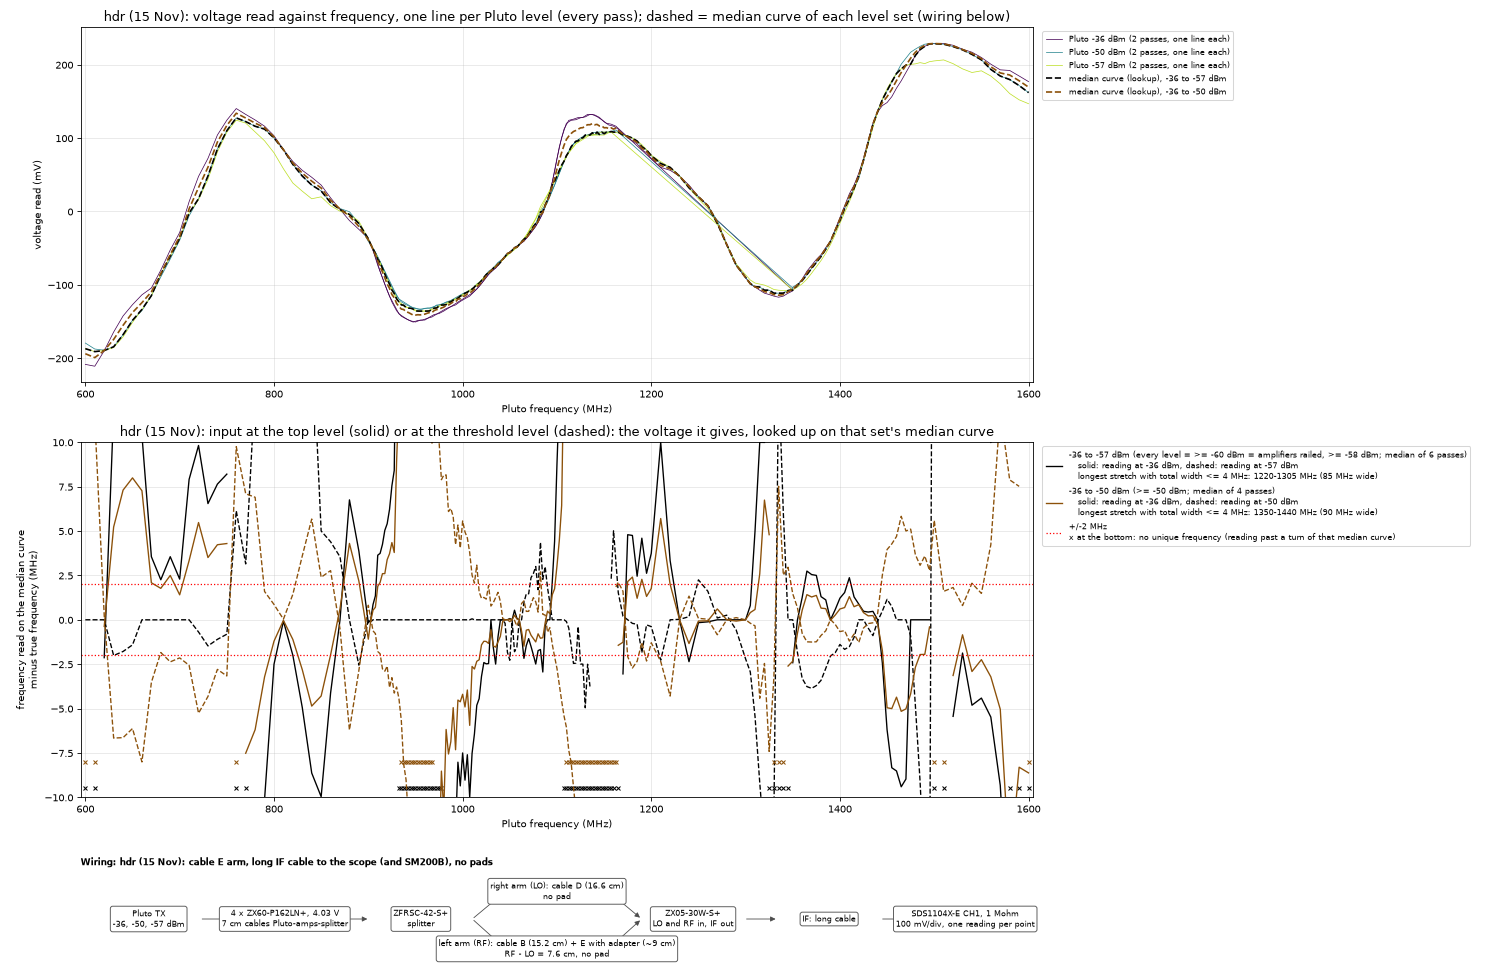 hdr (15 Nov): voltage read against frequency, one line per Pluto level (every pass); dashed = median curve of each level set (wiring below)
200
100
0
−100
−200
voltage read (mV)
600
800
1000
1200
1400
1600
Pluto frequency (MHz)
Pluto -36 dBm (2 passes, one line each)
Pluto -50 dBm (2 passes, one line each)
Pluto -57 dBm (2 passes, one line each)
median curve (lookup), -36 to -57 dBm
median curve (lookup), -36 to -50 dBm
hdr (15 Nov): input at the top level (solid) or at the threshold level (dashed): the voltage it gives, looked up on that set's median curve
10.0
7.5
5.0
2.5
0.0
−2.5
−5.0
−7.5
−10.0
frequency read on the median curve
minus true frequency (MHz)
600
800
1000
1200
1400
1600
Pluto frequency (MHz)
-36 to -57 dBm (every level = >= -60 dBm = amplifiers railed, >= -58 dBm; median of 6 passes)
solid: reading at -36 dBm, dashed: reading at -57 dBm
longest stretch with total width <= 4 MHz: 1220-1305 MHz (85 MHz wide)
-36 to -50 dBm (>= -50 dBm; median of 4 passes)
solid: reading at -36 dBm, dashed: reading at -50 dBm
longest stretch with total width <= 4 MHz: 1350-1440 MHz (90 MHz wide)
+/-2 MHz
x at the bottom: no unique frequency (reading past a turn of that median curve)
Wiring: hdr (15 Nov): cable E arm, long IF cable to the scope (and SM200B), no pads
Pluto TX
-36, -50, -57 dBm
4 x ZX60-P162LN+, 4.03 V
7 cm cables Pluto-amps-splitter
ZFRSC-42-S+
splitter
right arm (LO): cable D (16.6 cm)
no pad
left arm (RF): cable B (15.2 cm) + E with adapter (~9 cm)
RF - LO = 7.6 cm, no pad
ZX05-30W-S+
LO and RF in, IF out
IF: long cable
SDS1104X-E CH1, 1 Mohm
100 mV/div, one reading per point